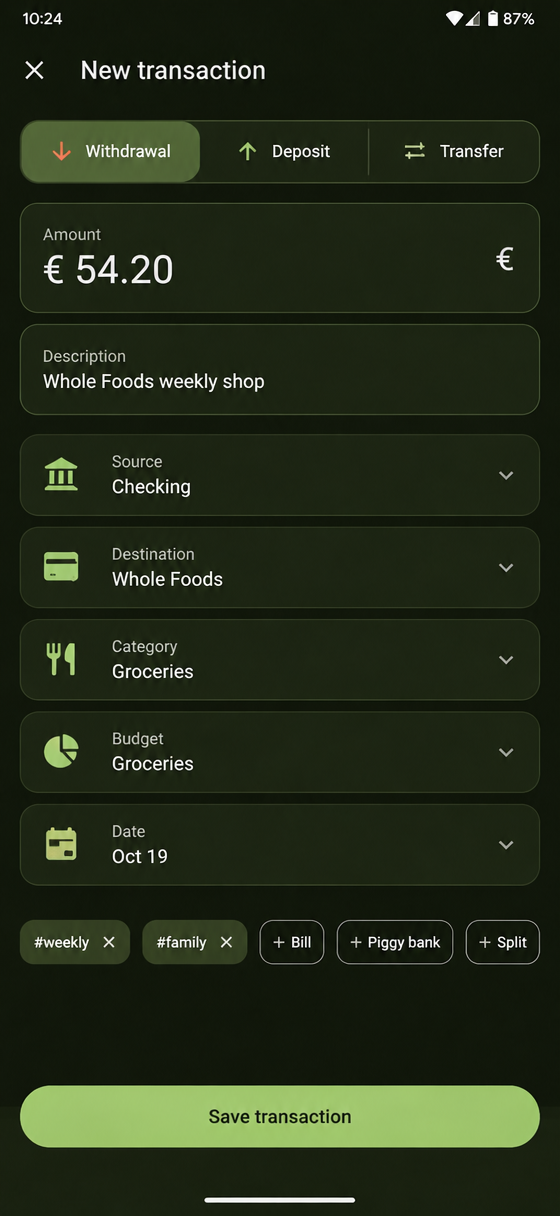 10:24
87%
New transaction
Withdrawal
Deposit
Transfer
Amount
€ 54.20
€
Description
Whole Foods weekly shop
Source
Checking
Destination
Whole Foods
Category
Groceries
Budget
Groceries
Date
Oct 19
#weekly
#family
+ Bill
+ Piggy bank
+ Split
Save transaction